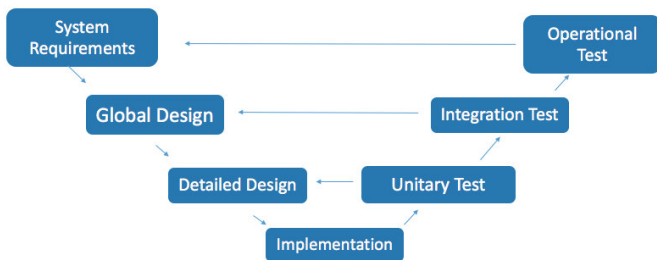 System
Requirements
Operational
Test
Global Design
Integration Test
Detailed Design
Unitary Test
Implementation